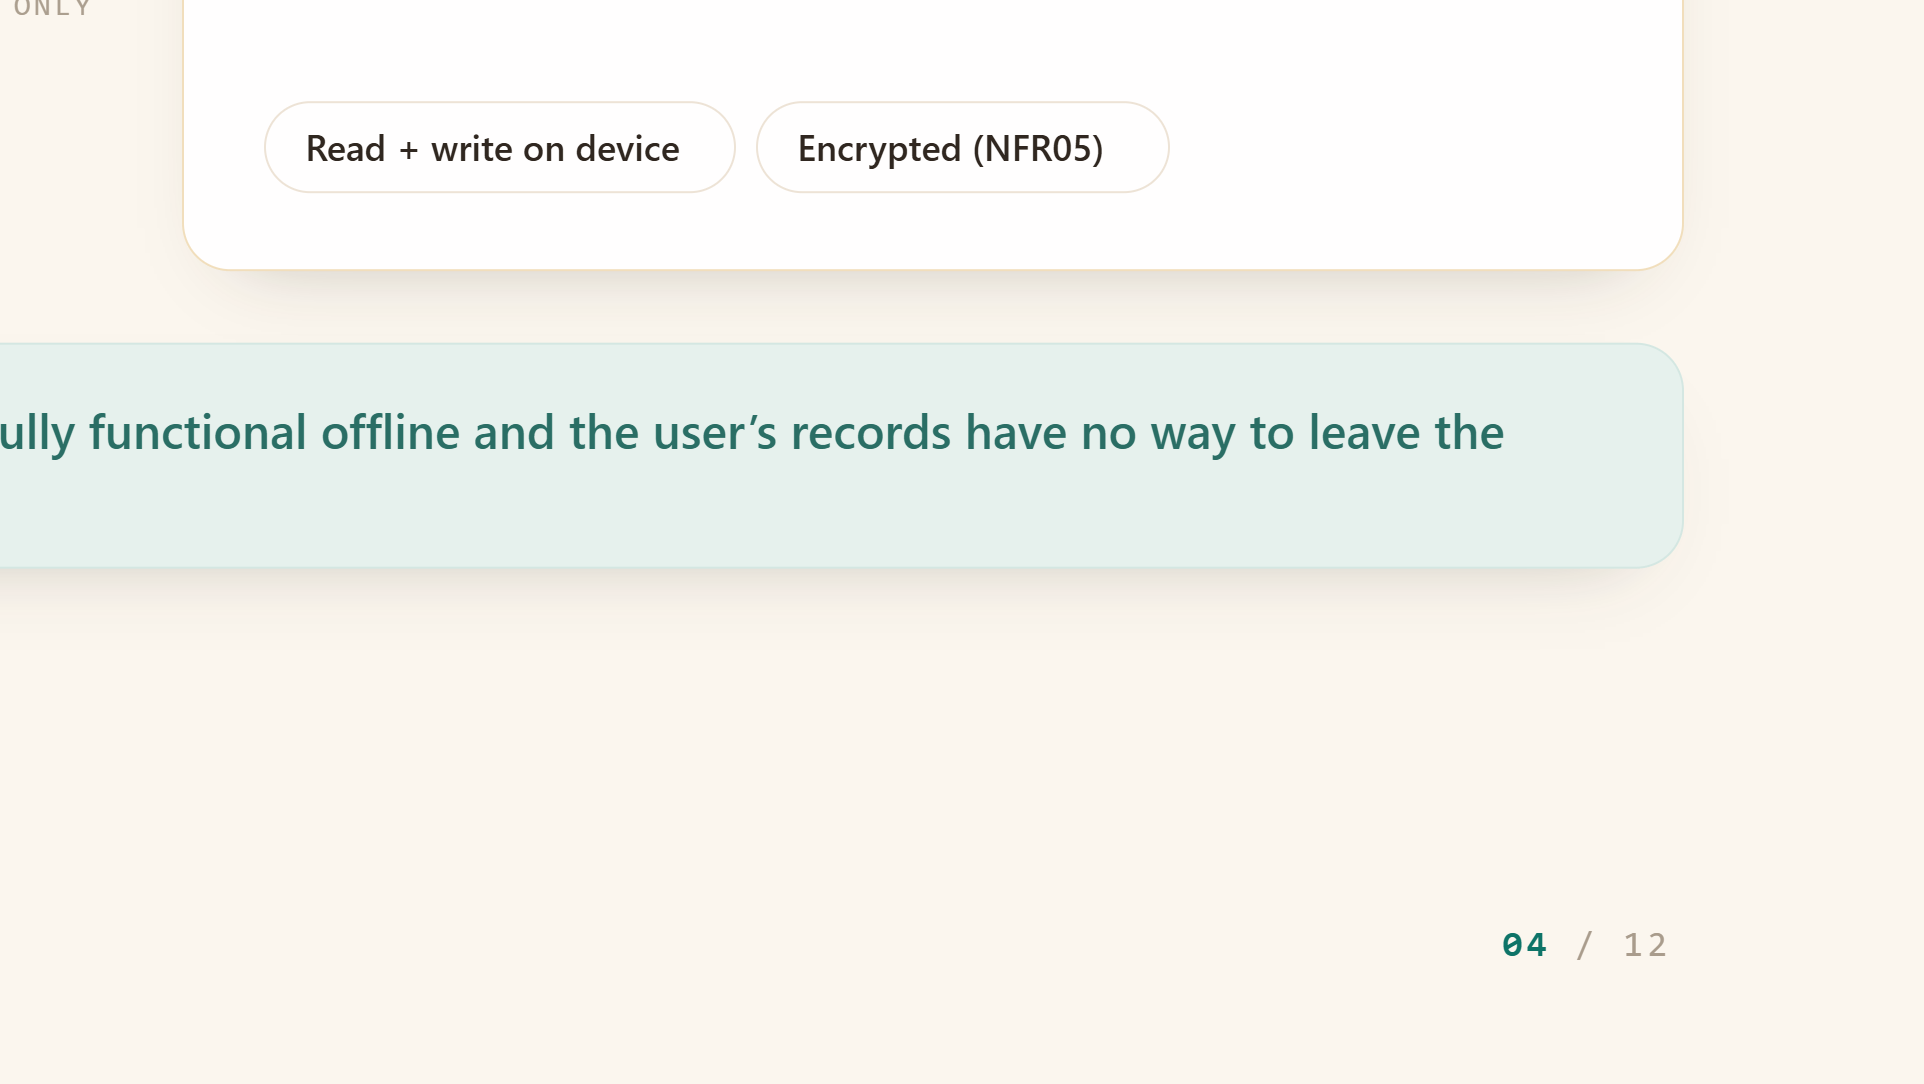 ONLY
Read + write on device
Encrypted (NFR05)
functional offline and the user’s records have no way to leave the
04 / 12